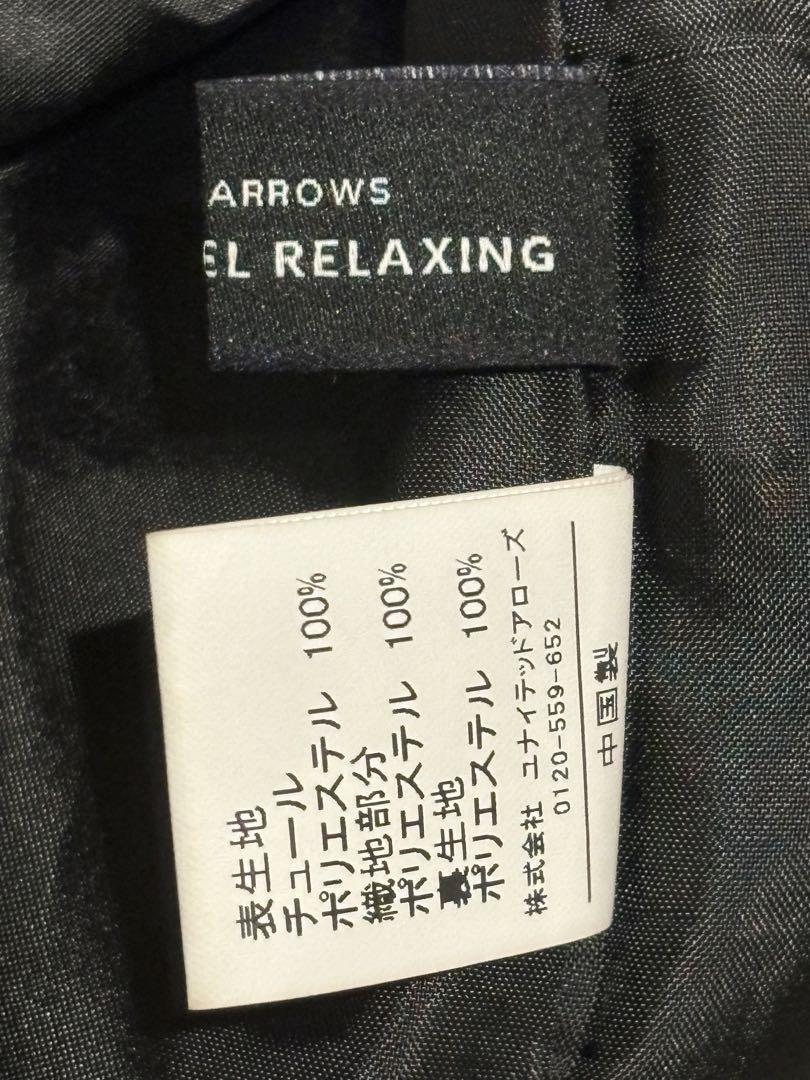 ARROWS
EL RELAXING
表生地
チュール
ポリエステル 100%
織地部分
ポリエステル 100%
裏生地
ポリエステル 100%
株式会社 ユナイテッドアローズ
0120-559-652
中国製